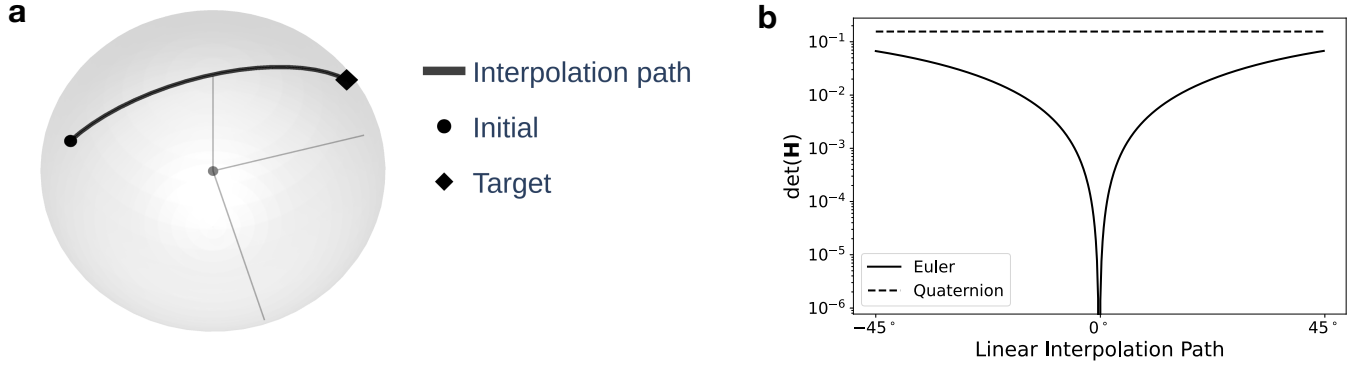 a
Interpolation path
Initial
Target
b
det(H)
10⁻¹
10⁻²
10⁻³
10⁻⁴
10⁻⁵
10⁻⁶
Euler
Quaternion
−45° 0° 45°
Linear Interpolation Path